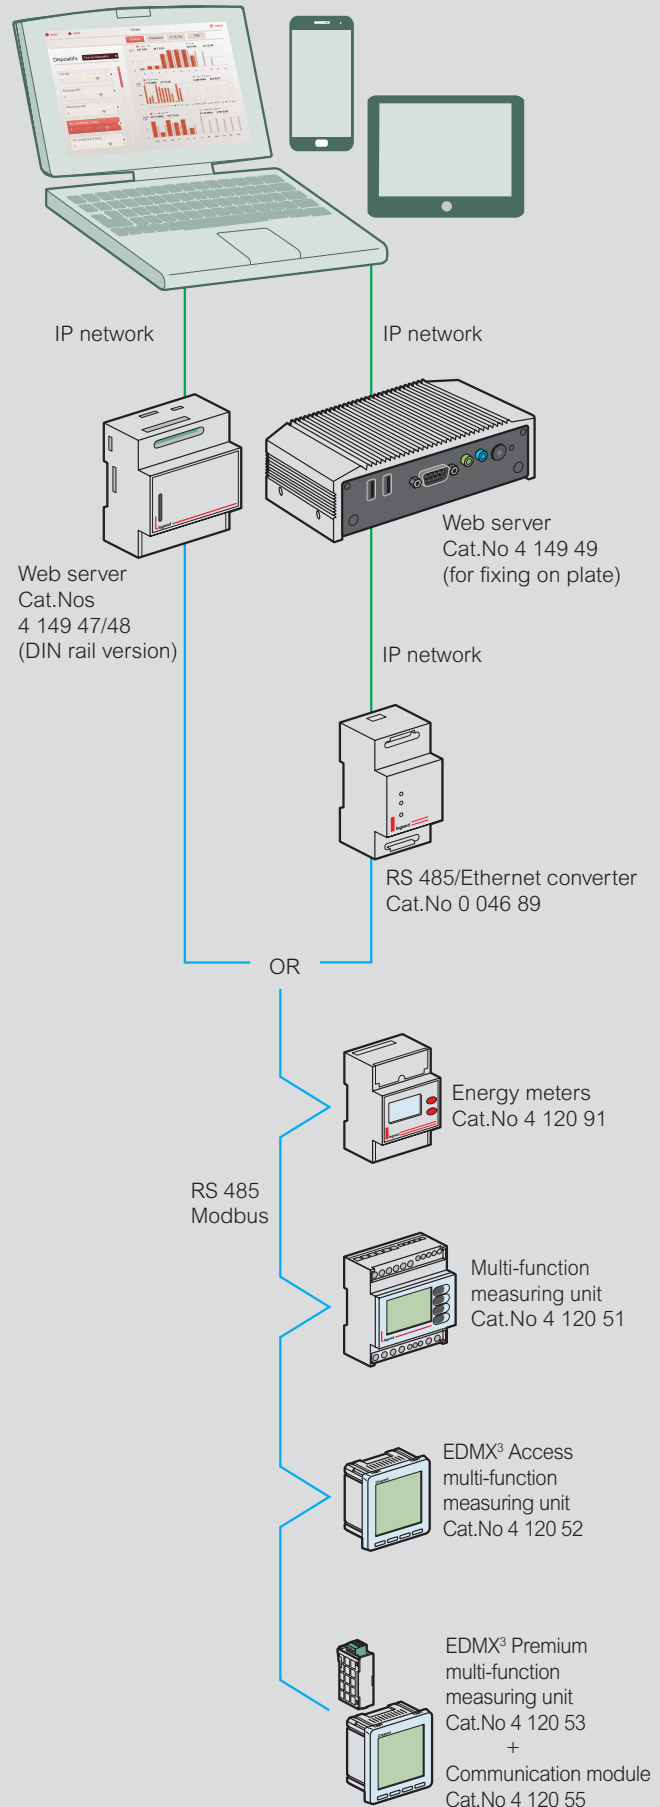 Dispositifs
IP network
IP network
Web server
Cat.No 4 149 49
(for fixing on plate)
Web server
Cat.Nos
4 149 47/48
(DIN rail version)
IP network
legrand
legrand
RS 485/Ethernet converter
Cat.No 0 046 89
OR
Energy meters
Cat.No 4 120 91
RS 485
Modbus
Multi-function
measuring unit
Cat.No 4 120 51
EDMX³ Access
multi-function
measuring unit
Cat.No 4 120 52
EDMX³ Premium
multi-function
measuring unit
Cat.No 4 120 53
+
Communication module
Cat.No 4 120 55